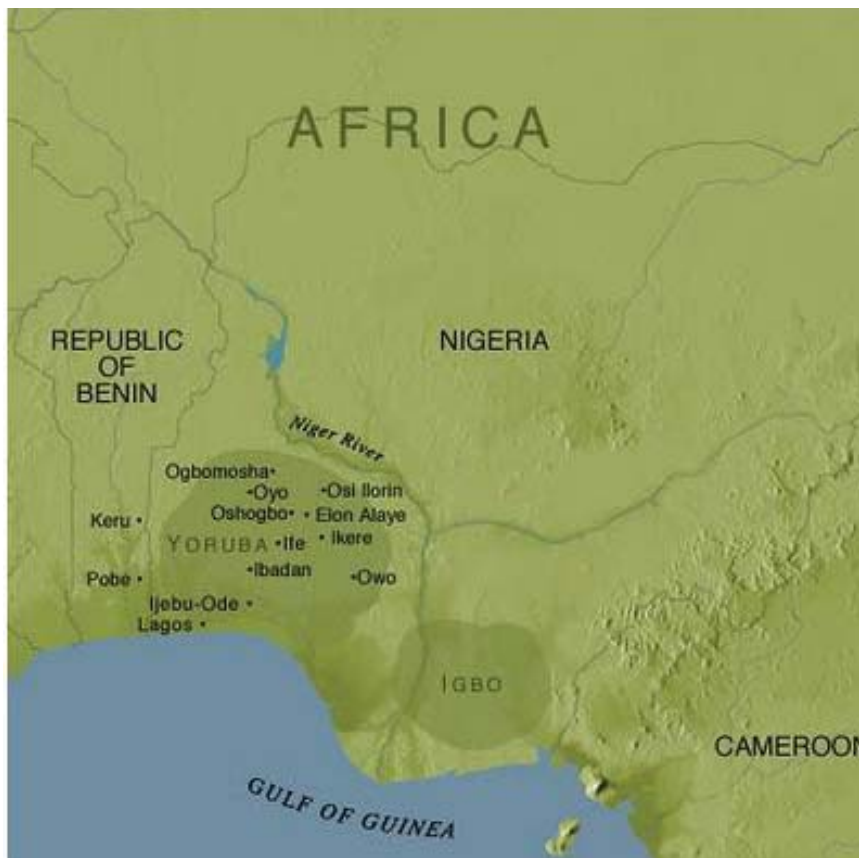 AFRICA
REPUBLIC
OF
BENIN
NIGERIA
Niger River
Ogbomosha
Oyo
Osi Ilorin
Oshogbo
Elon Alaye
Keru
YORUBA
Ife
Ikere
Ibadan
Owo
Pobe
Ijebu-Ode
Lagos
IGBO
CAMEROON
GULF OF GUINEA